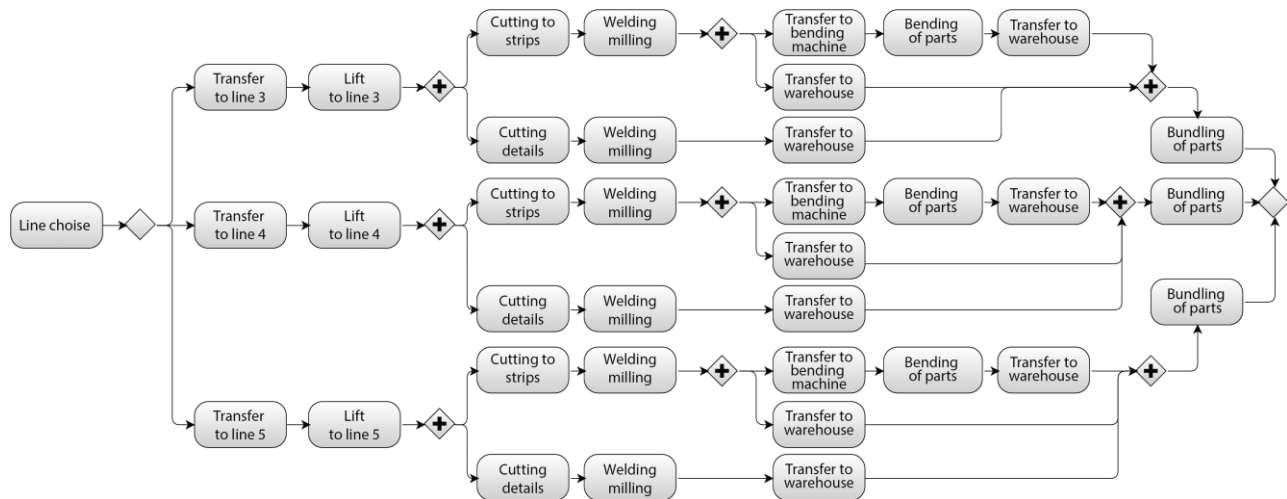 Cutting to
strips
Welding
milling
Transfer to
bending
machine
Bending
of parts
Transfer to
warehouse
Transfer
to line 3
Lift
to line 3
Transfer to
warehouse
Cutting
details
Welding
milling
Transfer to
warehouse
Bundling
of parts
Line choise
Transfer
to line 4
Lift
to line 4
Cutting to
strips
Welding
milling
Transfer to
bending
machine
Bending
of parts
Transfer to
warehouse
Bundling
of parts
Transfer to
warehouse
Cutting
details
Welding
milling
Transfer to
warehouse
Bundling
of parts
Cutting to
strips
Welding
milling
Transfer to
bending
machine
Bending
of parts
Transfer to
warehouse
Transfer
to line 5
Lift
to line 5
Transfer to
warehouse
Cutting
details
Welding
milling
Transfer to
warehouse